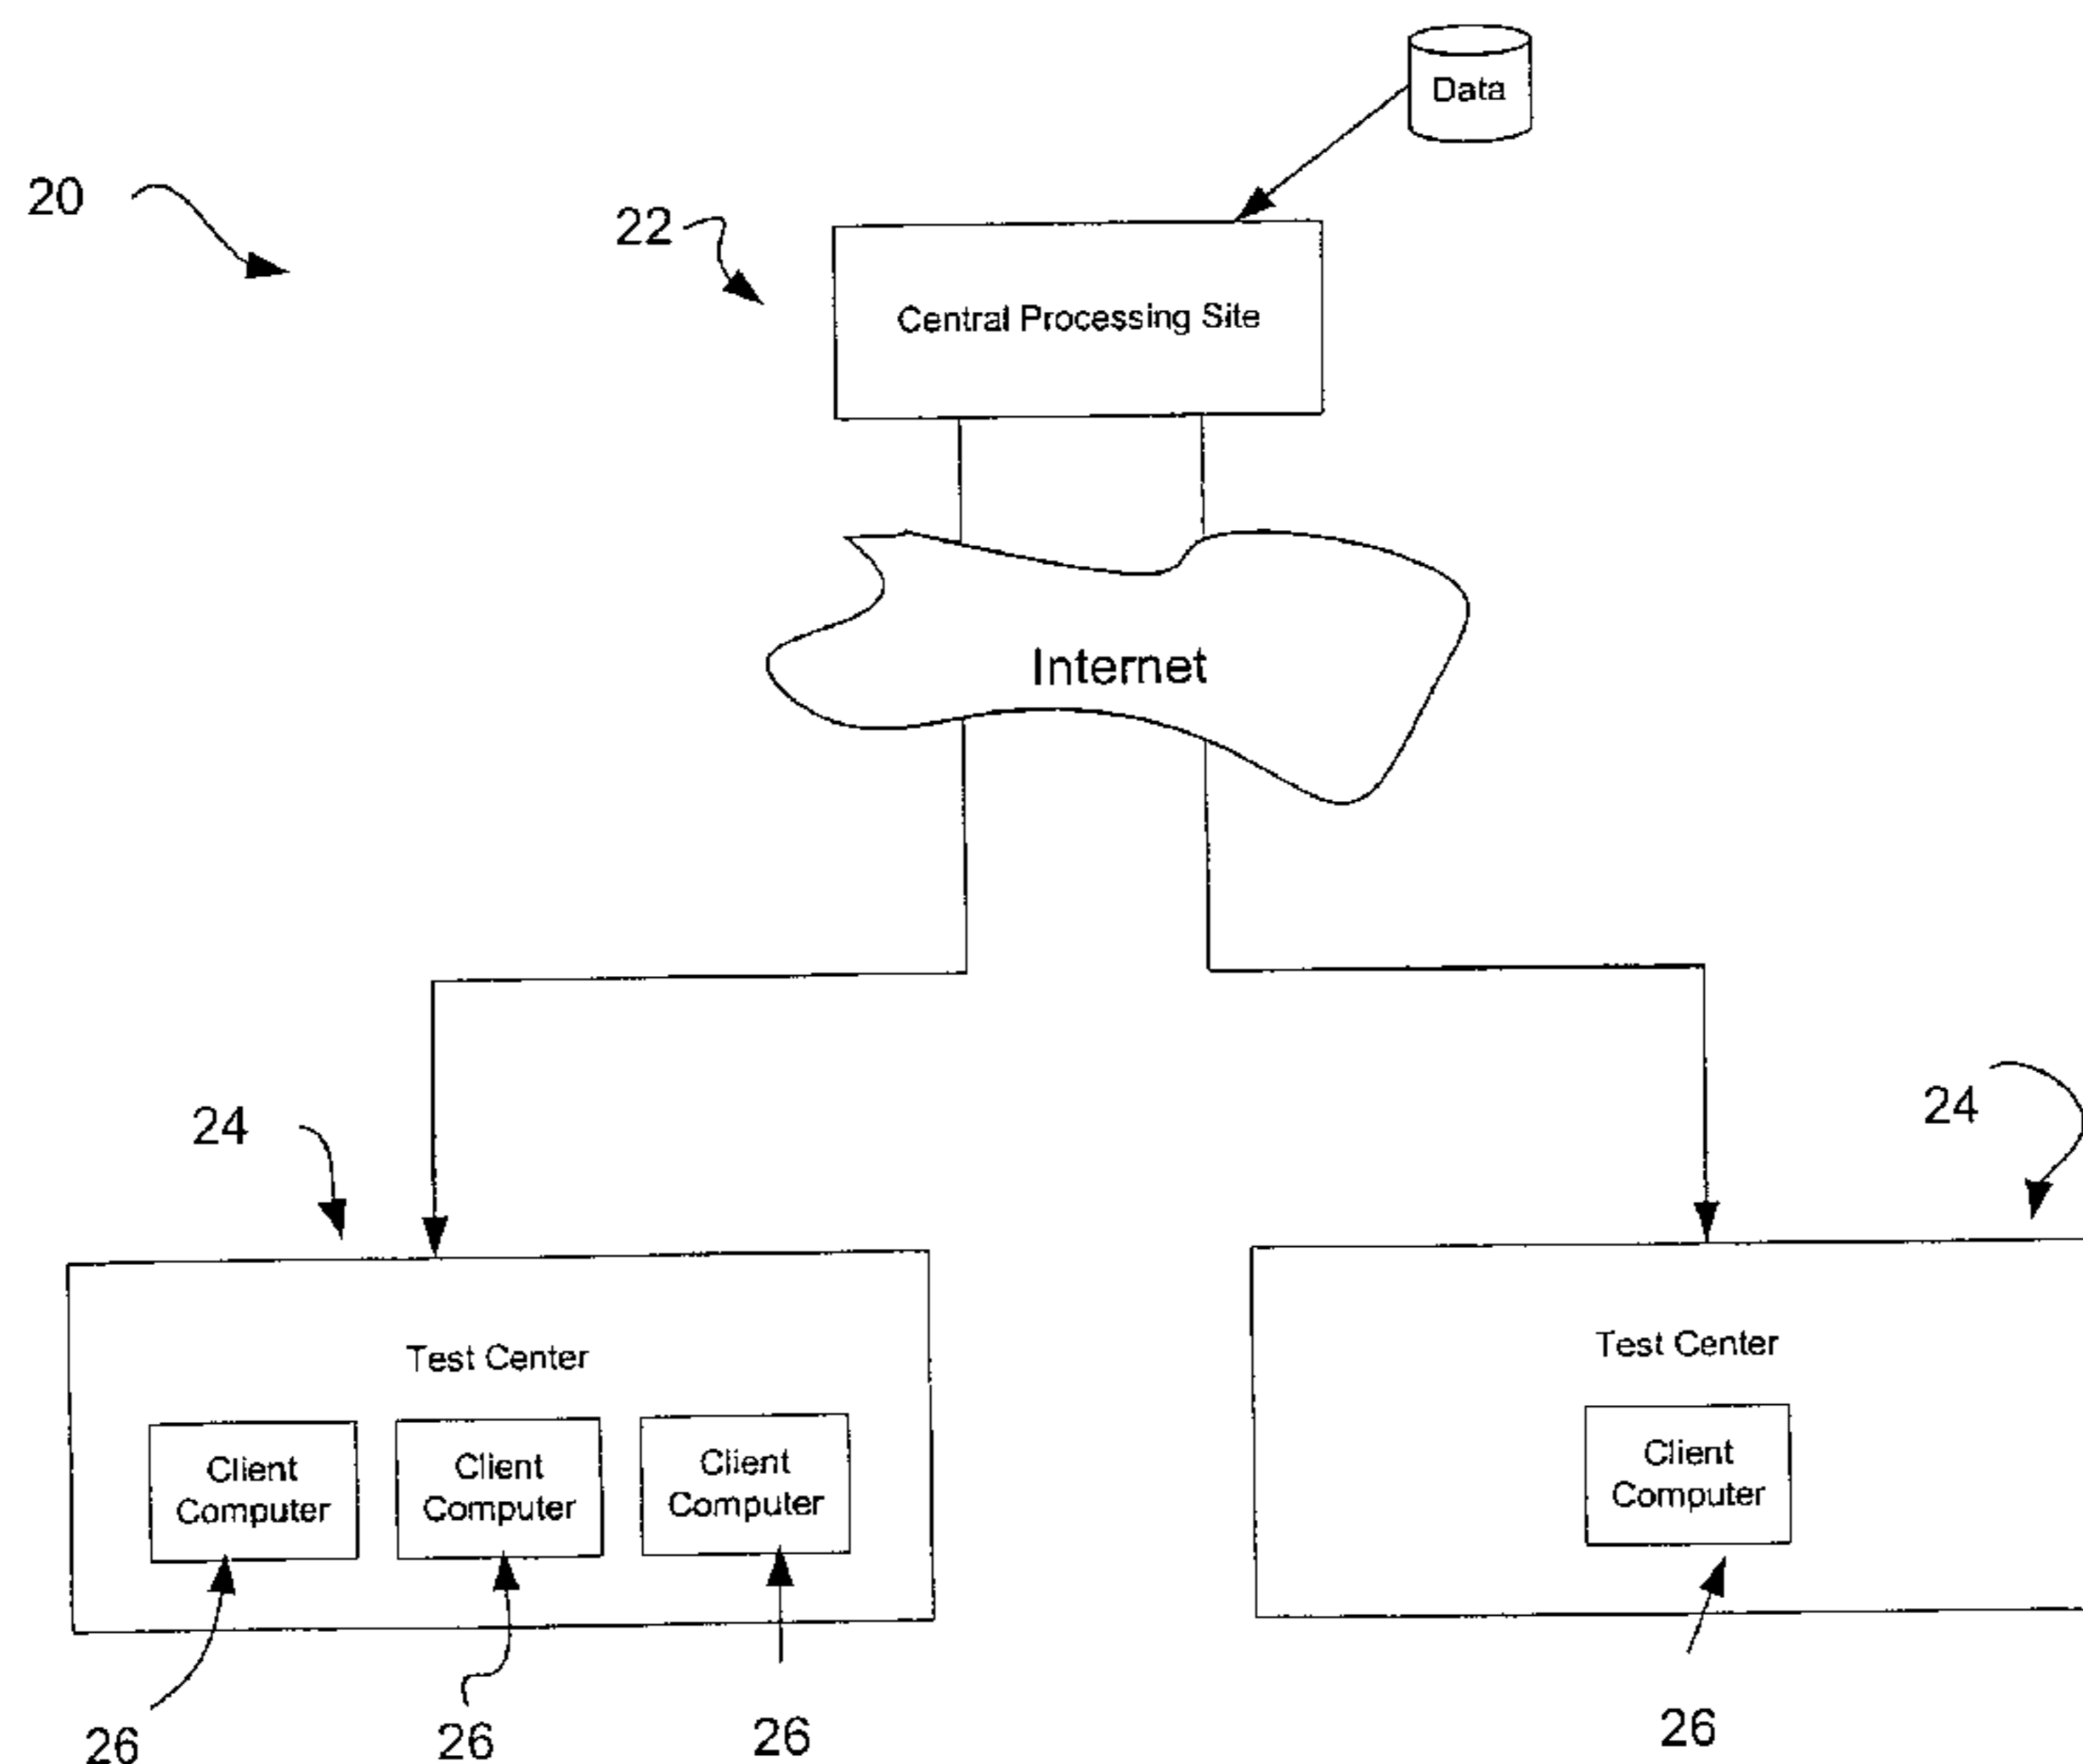 Data
20
22
Central Processing Site
Internet
24
24
Test Center
Test Center
Client
Computer
Client
Computer
Client
Computer
Client
Computer
26
26
26
26